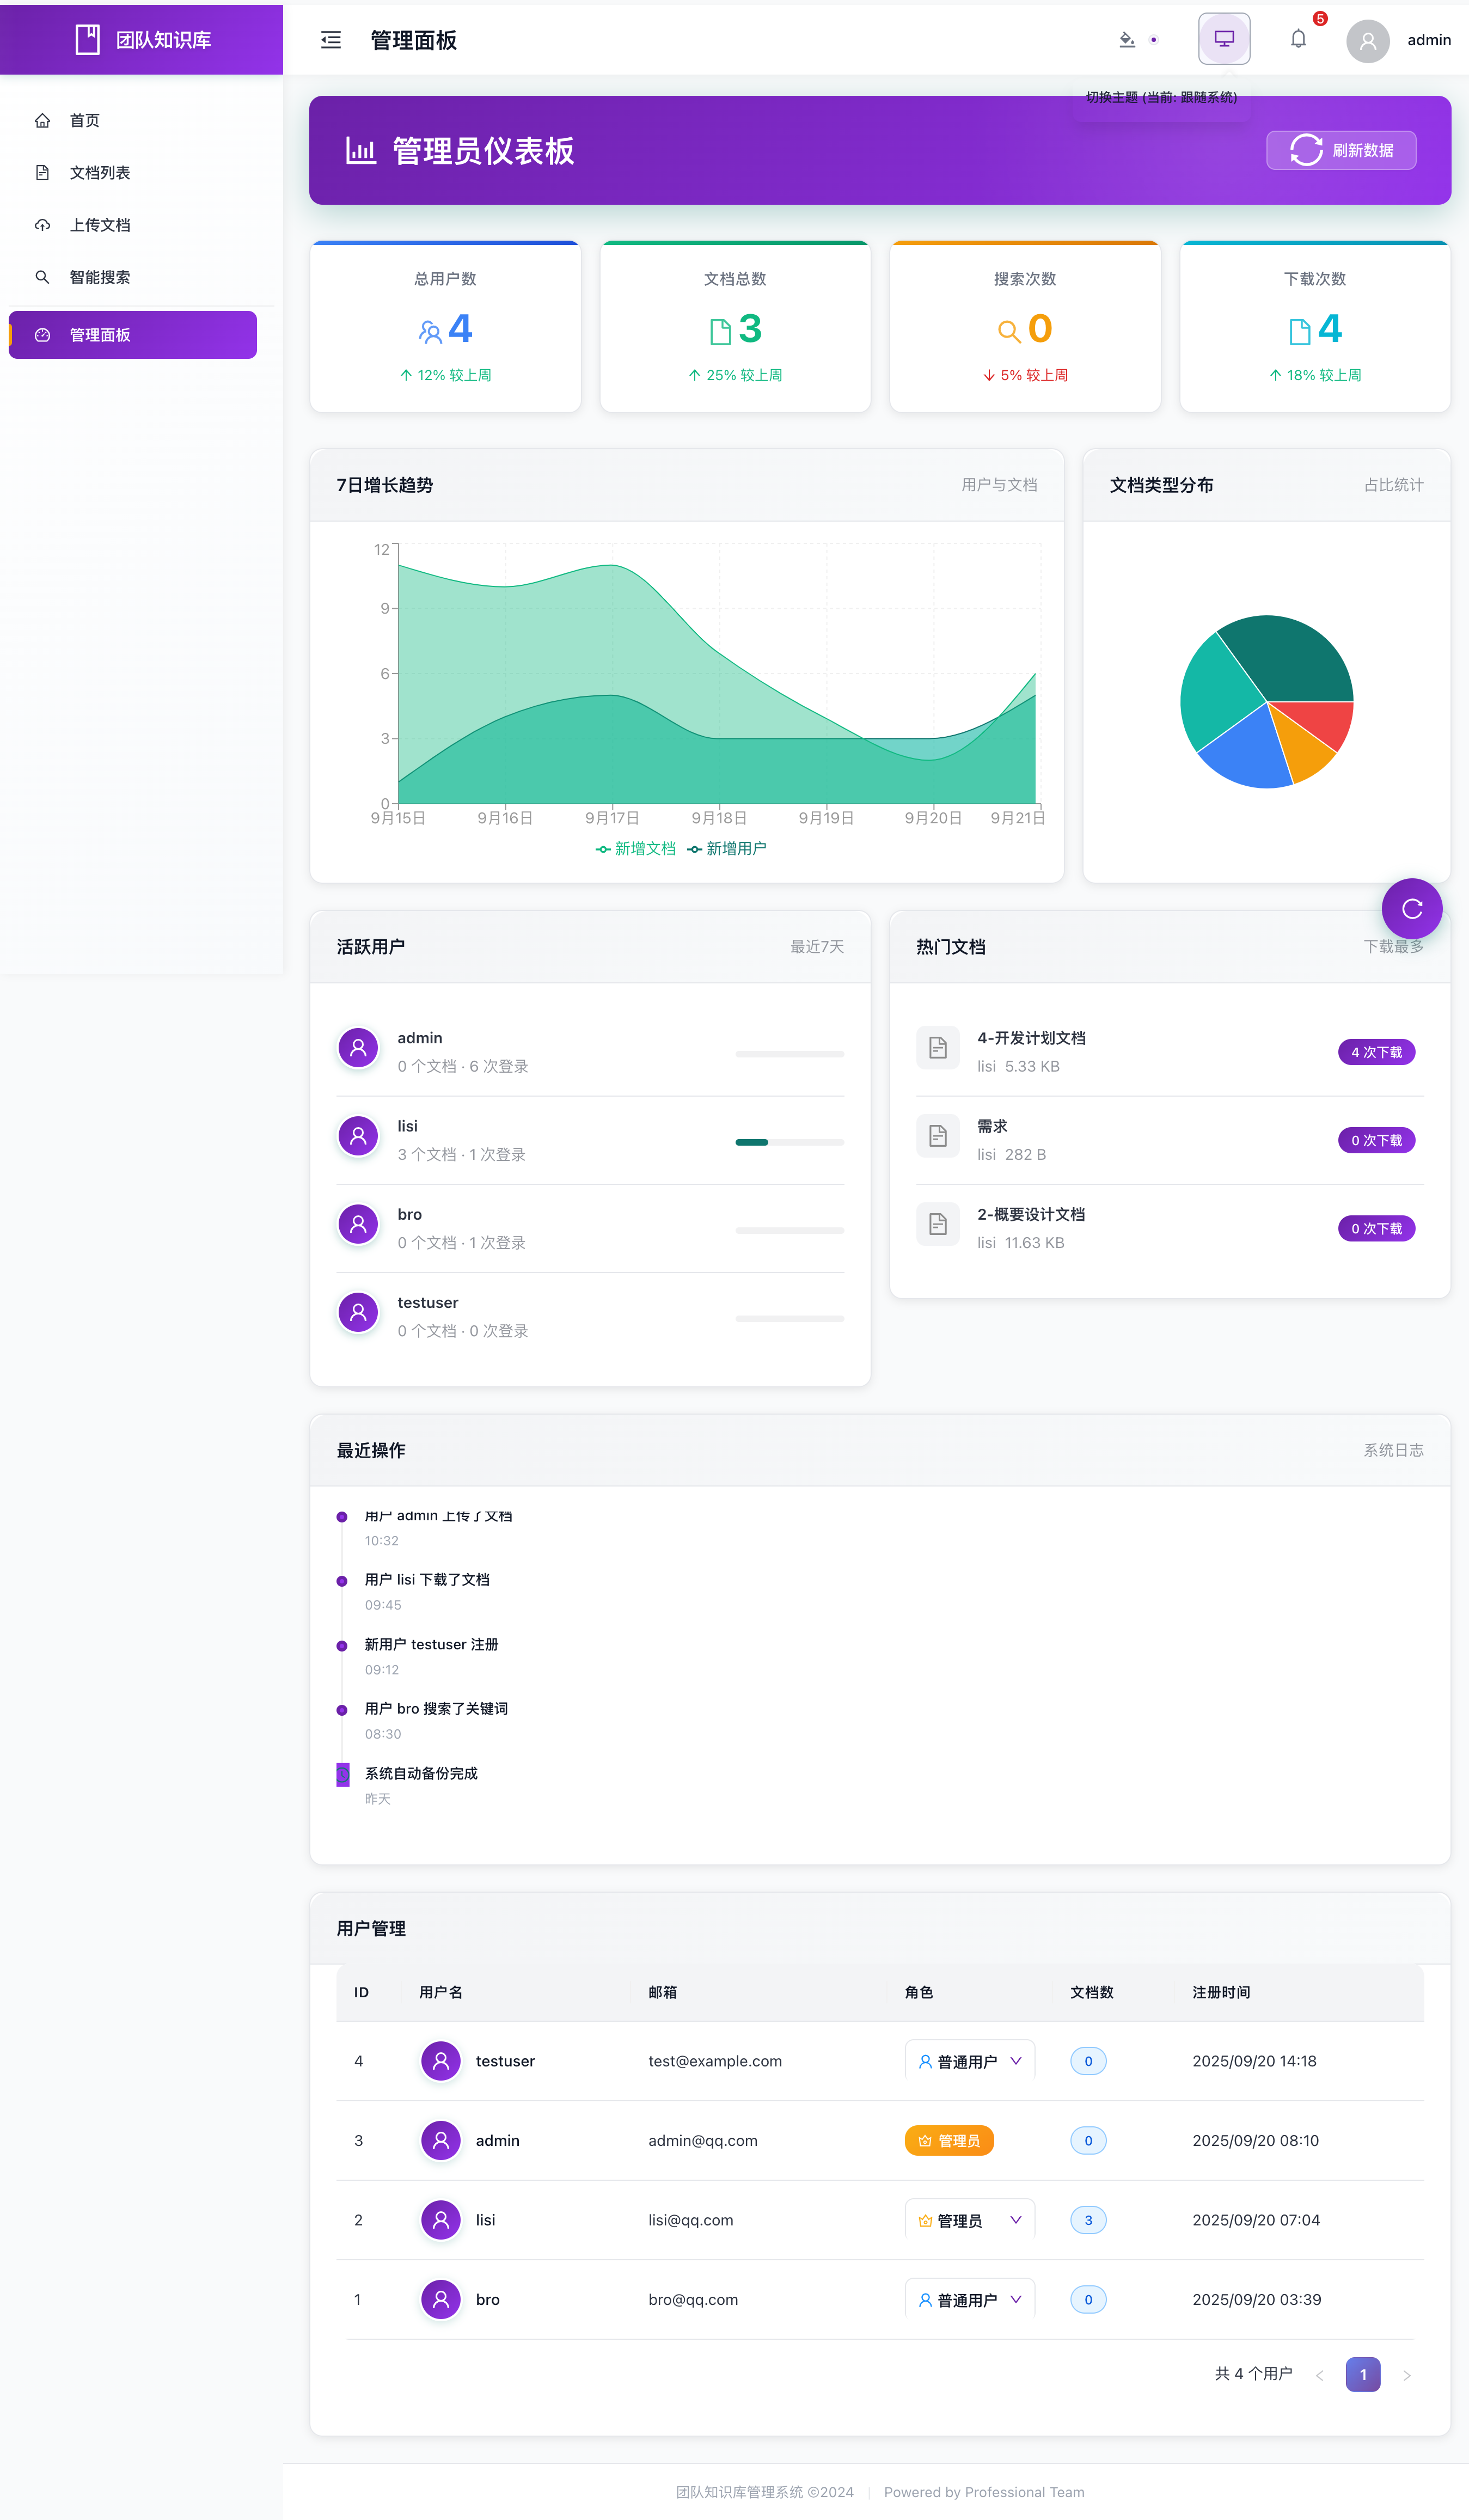 团队知识库
管理面板
5
admin
首页
文档列表
上传文档
智能搜索
管理面板
切换主题 (当前: 跟随系统)
管理员仪表板
刷新数据
总用户数
4
12% 较上周
文档总数
3
25% 较上周
搜索次数
0
5% 较上周
下载次数
4
18% 较上周
7日增长趋势
用户与文档
12
9
6
3
0
9月15日
9月16日
9月17日
9月18日
9月19日
9月20日
9月21日
新增文档
新增用户
文档类型分布
占比统计
活跃用户
最近7天
admin
0 个文档 · 6 次登录
lisi
3 个文档 · 1 次登录
bro
0 个文档 · 1 次登录
testuser
0 个文档 · 0 次登录
热门文档
下载最多
4-开发计划文档
lisi 5.33 KB
4 次下载
需求
lisi 282 B
0 次下载
2-概要设计文档
lisi 11.63 KB
0 次下载
最近操作
系统日志
用户 admin 上传了文档
10:32
用户 lisi 下载了文档
09:45
新用户 testuser 注册
09:12
用户 bro 搜索了关键词
08:30
系统自动备份完成
昨天
用户管理
ID 用户名 邮箱 角色 文档数 注册时间
4 testuser test@example.com 普通用户 0 2025/09/20 14:18
3 admin admin@qq.com 管理员 0 2025/09/20 08:10
2 lisi lisi@qq.com 管理员 3 2025/09/20 07:04
1 bro bro@qq.com 普通用户 0 2025/09/20 03:39
共 4 个用户 < 1 >
团队知识库管理系统 ©2024 | Powered by Professional Team